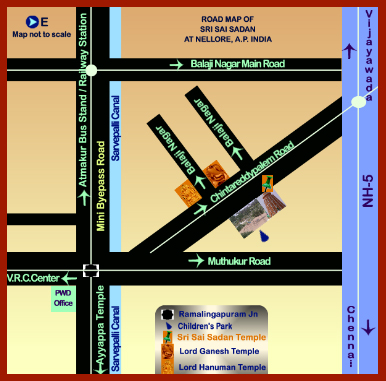 E
Map not to scale
ROAD MAP OF
SRI SAI SADAN
AT NELLORE, A.P. INDIA
Vijayawada
Atmakur Bus Stand / Railway Station
Balaji Nagar Main Road
Sarvepalli Canal
Mini Byepass Road
Balaji Nagar
Balaji Nagar
Chintareddypalem Road
NH-5
Muthukur Road
V.R.C.Center
PWD
Office
Ayyappa Temple
Sarvepalli Canal
Chennai
Ramalingapuram Jn
Children's Park
Sri Sai Sadan Temple
Lord Ganesh Temple
Lord Hanuman Temple